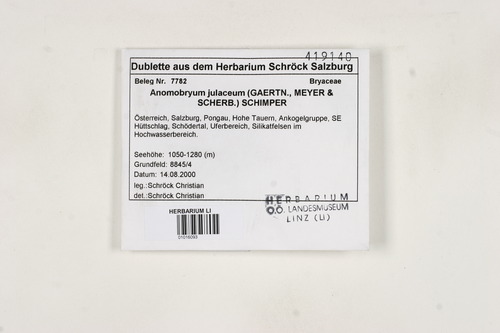 419140
Dublette aus dem Herbarium Schröck Salzburg
Beleg Nr. 7782 Bryaceae
Anomobryum julaceum (GAERTN., MEYER &
SCHERB.) SCHIMPER
Österreich, Salzburg, Pongau, Hohe Tauern, Ankogelgruppe, SE
Hüttschlag, Schödertal, Uferbereich, Silikatfelsen im
Hochwasserbereich.
Seehöhe: 1050-1280 (m)
Grundfeld: 8845/4
Datum: 14.08.2000
leg.:Schröck Christian
det.:Schröck Christian
HERBARIUM
O.Ö. LANDESMUSEUM
LINZ (LI)
HERBARIUM LI
01016093